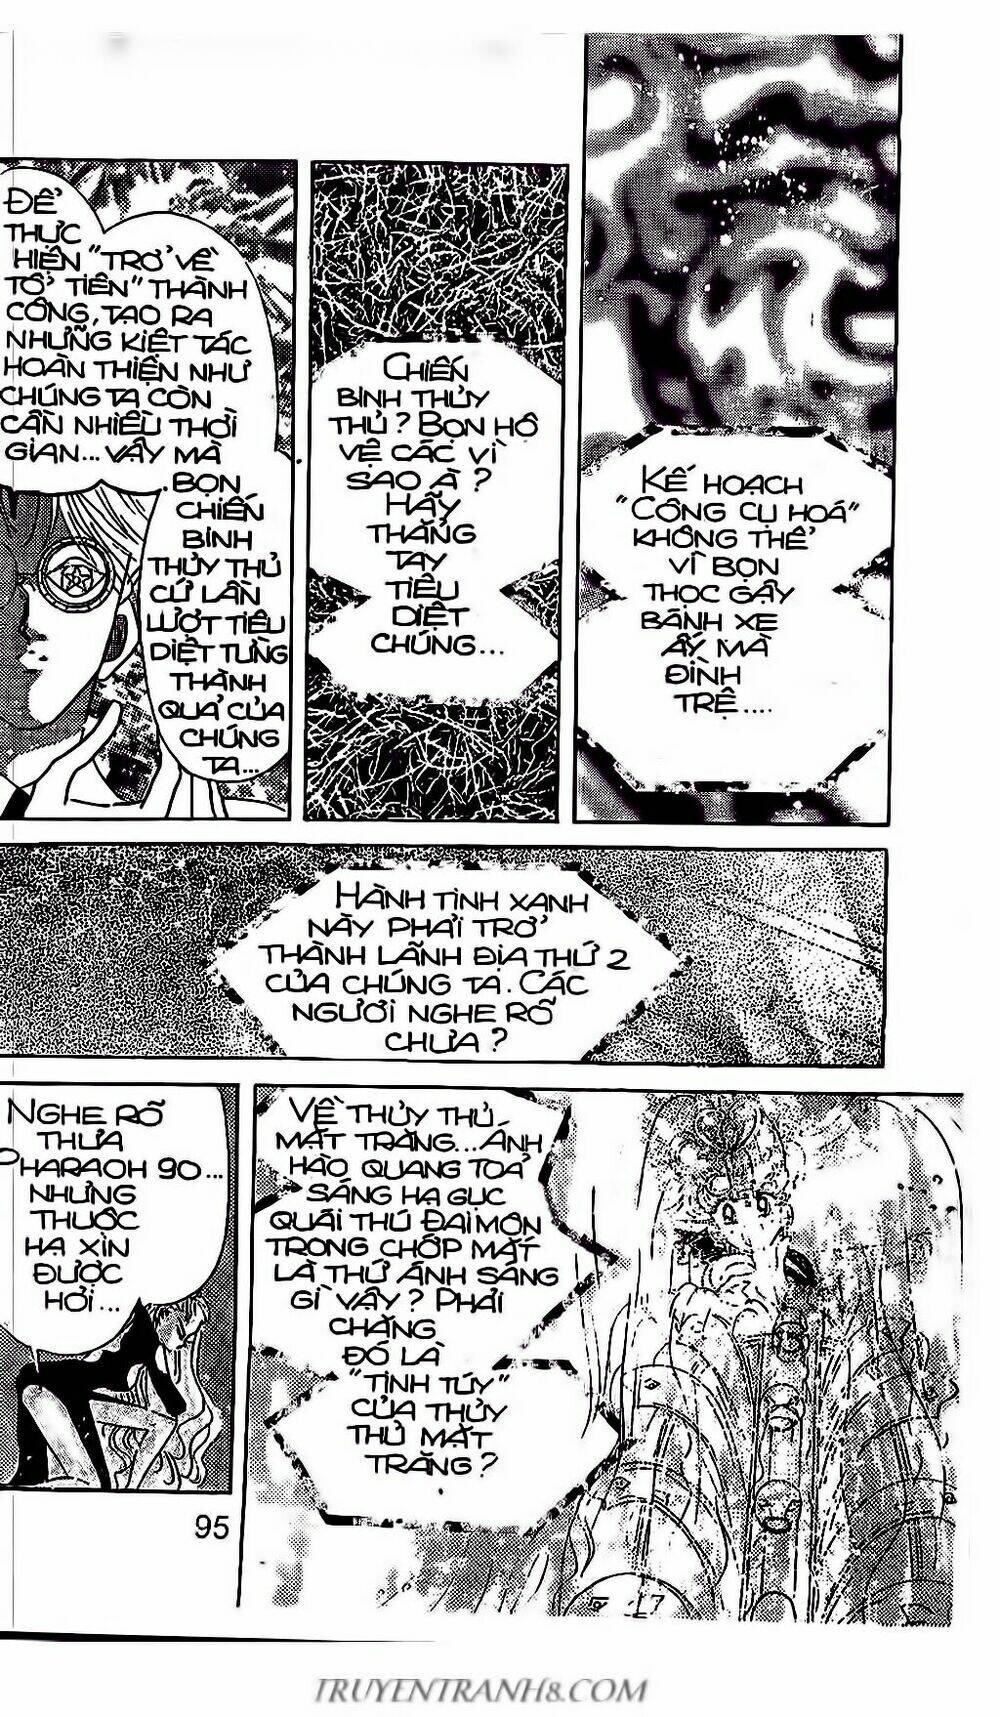 KẾ HOẠCH
"CÔNG CỤ HOÁ"
KHÔNG THỂ
VÌ BỌN
THỌC GẬY
BÁNH XE
ẤY MÀ
ĐÌNH
TRỆ....
CHIẾN
BINH THỦY
THỦ? BỌN HỘ
VỆ CÁC VÌ
SAO À?
HÃY
THẲNG
TAY
TIÊU
DIỆT
CHÚNG...
ĐỂ
THỰC
HIỆN "TRỞ VỀ
TỔ TIÊN" THÀNH
CÔNG, TẠO RA
NHỮNG KIỆT TÁC
HOÀN THIỆN NHƯ
CHÚNG TA CÒN
CẦN NHIỀU THỜI
GIAN... VẬY MÀ
BỌN
CHIẾN
BINH
THỦY THỦ
CỨ LẦN
LƯỢT TIÊU
DIỆT TỪNG
THÀNH
QUẢ CỦA
CHÚNG
TA...
HÀNH TINH XANH
NÀY PHẢI TRỞ
THÀNH LÃNH ĐỊA THỨ 2
CỦA CHÚNG TA. CÁC
NGƯƠI NGHE RÕ
CHƯA?
VỀ THỦY THỦ
MẶT TRĂNG... ÁNH
HÀO QUANG TOẢ
SÁNG HẠ GỤC
QUÁI THÚ ĐAIMÔN
TRONG CHỚP MẮT
LÀ THỨ ÁNH SÁNG
GÌ VẬY? PHẢI
CHĂNG
ĐÓ LÀ
"TINH TÚY"
CỦA THỦY
THỦ MẶT
TRĂNG?
NGHE RÕ
THƯA
PHARAOH 90...
NHƯNG
THUỘC
HẠ XIN
ĐƯỢC
HỎI...
95
TRUYENTRANH8.COM